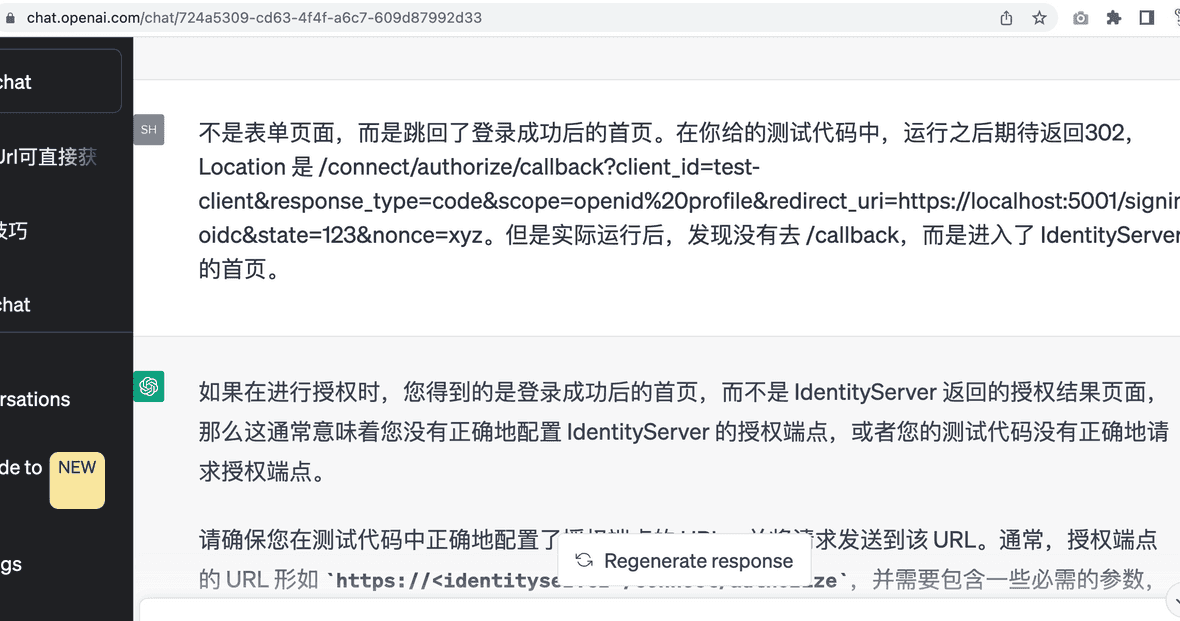 chat.openai.com/chat/724a5309-cd63-4f4f-a6c7-609d87992d33
chat
Url可直接获
技巧
chat
rsations
de to NEW
gs
SH
不是表单页面，而是跳回了登录成功后的首页。在你给的测试代码中，运行之后期待返回302，
Location 是 /connect/authorize/callback?client_id=test-
client&response_type=code&scope=openid%20profile&redirect_uri=https://localhost:5001/signin
oidc&state=123&nonce=xyz。但是实际运行后，发现没有去 /callback，而是进入了 IdentityServer
的首页。
如果在进行授权时，您得到的是登录成功后的首页，而不是 IdentityServer 返回的授权结果页面，
那么这通常意味着您没有正确地配置 IdentityServer 的授权端点，或者您的测试代码没有正确地请
求授权端点。
请确保您在测试代码中正确地配置了授权端点的 URL，并将请求发送到该 URL。通常，授权端点
的 URL 形如 `https://<identityserver>/connect/authorize`，并需要包含一些必需的参数，
Regenerate response